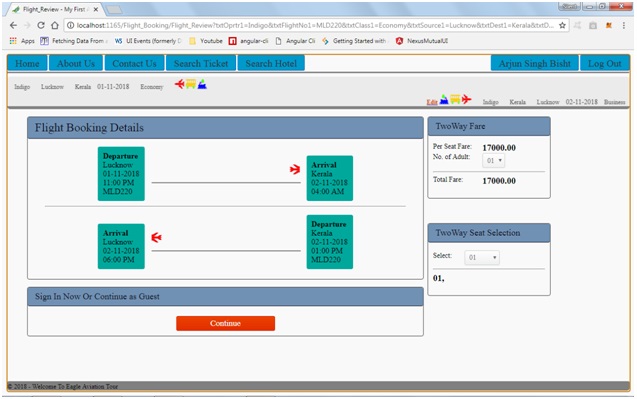 Flight_Review - My First A
localhost:1165/Flight_Booking/Flight_Review?txtOprtr1=Indigo&txtFlightNo1=MLD220&txtClass1=Economy&txtSource1=Lucknow&txtDest1=Kerala&txtD...
Apps Fetching Data From UI Events (formerly Youtube angular-cli Angular Cli Getting Started with NexusMutualUI
Home About Us Contact Us Search Ticket Search Hotel Arjun Singh Bisht Log Out
Indigo Lucknow Kerala 01-11-2018 Economy
Edit Indigo Kerala Lucknow 02-11-2018 Business
Flight Booking Details
Departure
Lucknow
01-11-2018
11:00 PM
MLD220
Arrival
Kerala
02-11-2018
04:00 AM
Arrival
Lucknow
02-11-2018
06:00 PM
Departure
Kerala
02-11-2018
01:00 PM
MLD220
Sign In Now Or Continue as Guest
Continue
TwoWay Fare
Per Seat Fare: 17000.00
No. of Adult: 01
Total Fare: 17000.00
TwoWay Seat Selection
Select: 01
01,
© 2018 - Welcome To Eagle Aviation Tour